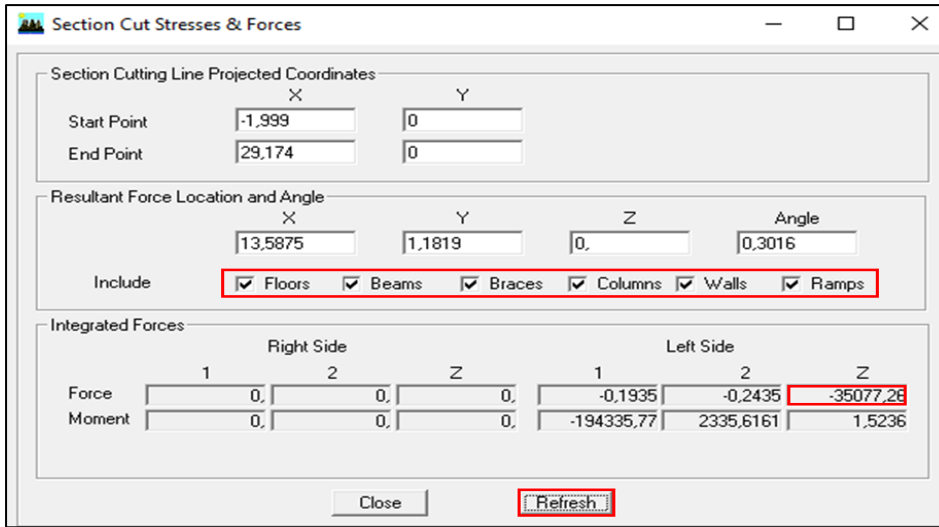 Section Cut Stresses & Forces
Section Cutting Line Projected Coordinates
X Y
Start Point -1,999 0
End Point 29,174 0
Resultant Force Location and Angle
X Y Z Angle
13,5875 1,1819 0, 0,3016
Include Floors Beams Braces Columns Walls Ramps
Integrated Forces
Right Side Left Side
1 2 Z 1 2 Z
Force 0, 0, 0, -0,1935 -0,2435 -35077,26
Moment 0, 0, 0, -194335,77 2335,6161 1,5236
Close Refresh